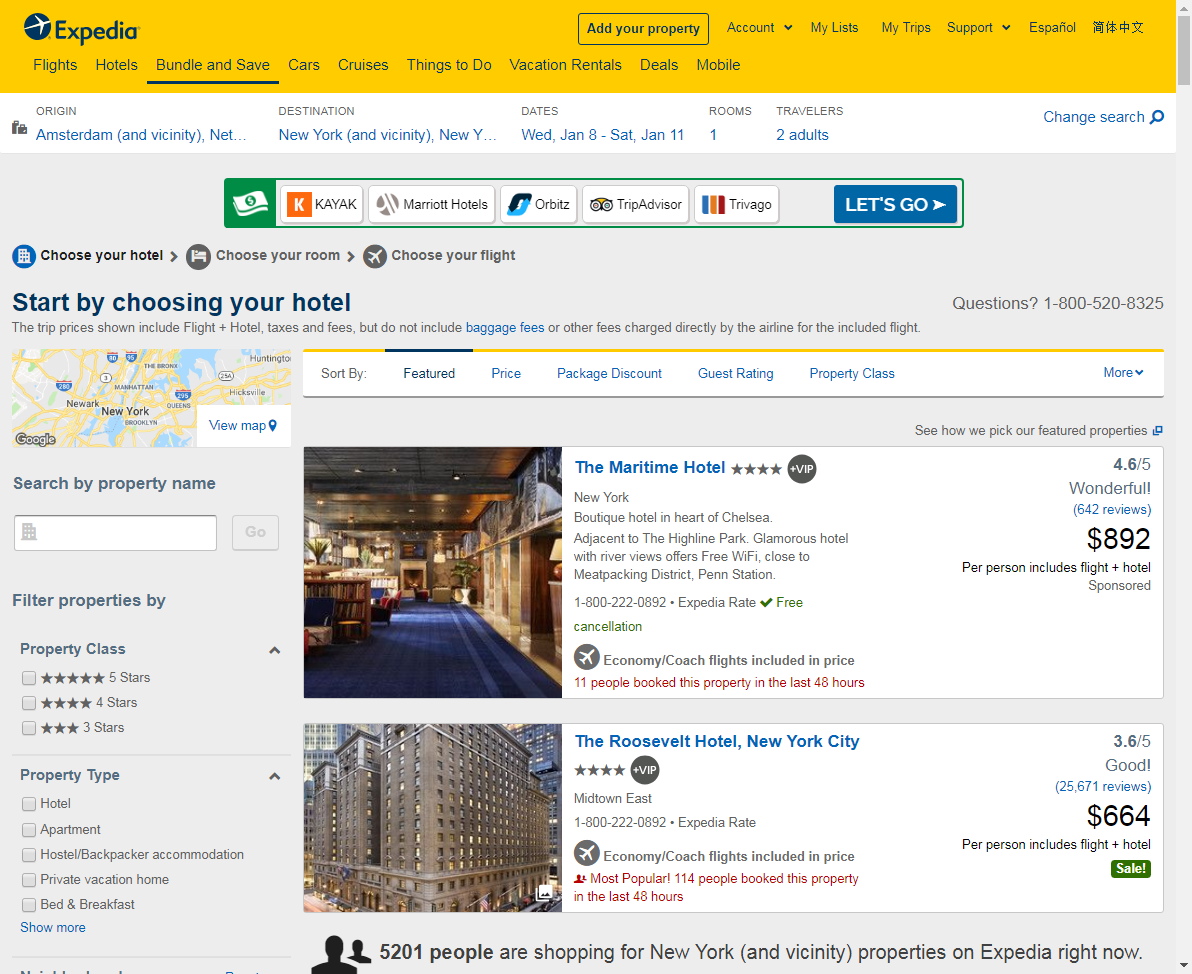 Expedia
Add your property
Account
My Lists
My Trips
Support
Español
简体中文
Flights
Hotels
Bundle and Save
Cars
Cruises
Things to Do
Vacation Rentals
Deals
Mobile
ORIGIN
Amsterdam (and vicinity), Net...
DESTINATION
New York (and vicinity), New Y...
DATES
Wed, Jan 8 - Sat, Jan 11
ROOMS
1
TRAVELERS
2 adults
Change search
K KAYAK
Marriott Hotels
Orbitz
TripAdvisor
Trivago
LET'S GO ➤
Choose your hotel
Choose your room
Choose your flight
Start by choosing your hotel
Questions? 1-800-520-8325
The trip prices shown include Flight + Hotel, taxes and fees, but do not include baggage fees or other fees charged directly by the airline for the included flight.
80
95
Huntingto
THE BRONX
280
3
MANHATTAN
25A
Hicksville
Newark
New York
295
QUEENS
BROOKLYN
Google
View map
Sort By:
Featured
Price
Package Discount
Guest Rating
Property Class
More
See how we pick our featured properties
Search by property name
Go
Filter properties by
Property Class
★★★★★ 5 Stars
★★★★ 4 Stars
★★★ 3 Stars
Property Type
Hotel
Apartment
Hostel/Backpacker accommodation
Private vacation home
Bed & Breakfast
Show more
The Maritime Hotel ★★★★ +VIP
New York
Boutique hotel in heart of Chelsea.
Adjacent to The Highline Park. Glamorous hotel
with river views offers Free WiFi, close to
Meatpacking District, Penn Station.
1-800-222-0892 • Expedia Rate ✔ Free
cancellation
Economy/Coach flights included in price
11 people booked this property in the last 48 hours
4.6/5
Wonderful!
(642 reviews)
$892
Per person includes flight + hotel
Sponsored
The Roosevelt Hotel, New York City
★★★★ +VIP
Midtown East
1-800-222-0892 • Expedia Rate
Economy/Coach flights included in price
Most Popular! 114 people booked this property
in the last 48 hours
3.6/5
Good!
(25,671 reviews)
$664
Per person includes flight + hotel
Sale!
5201 people are shopping for New York (and vicinity) properties on Expedia right now.